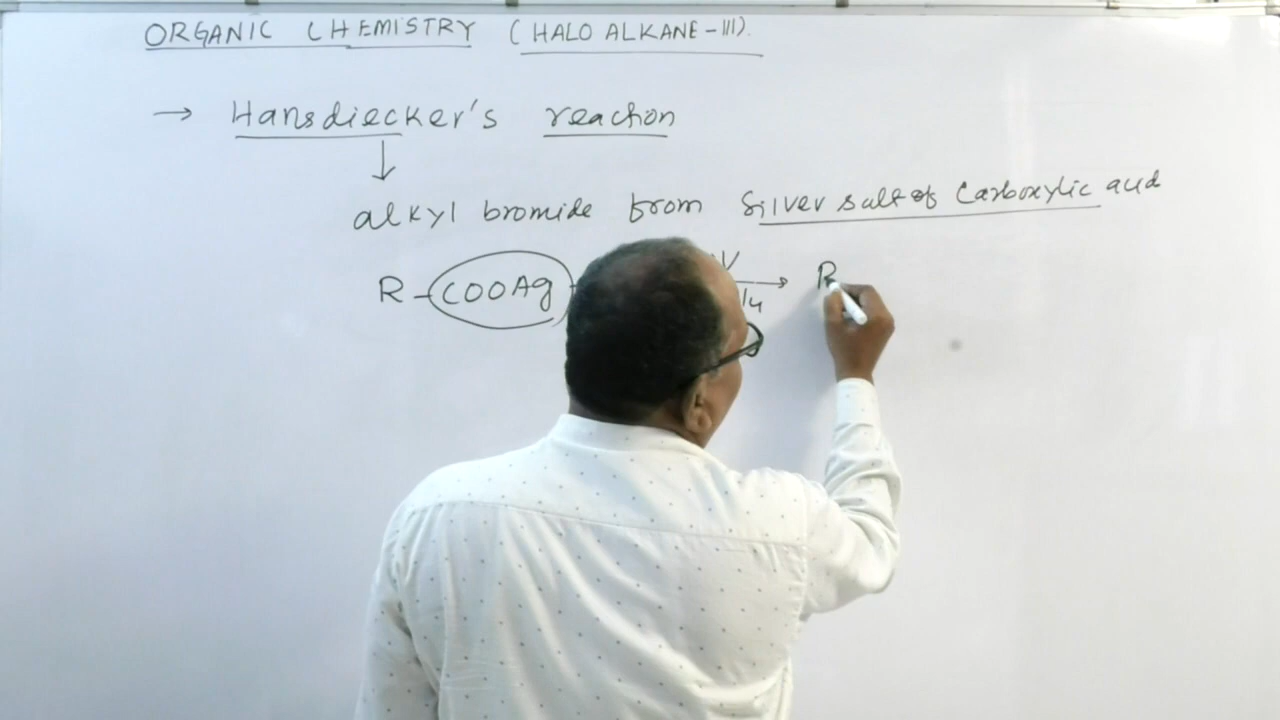 ORGANIC CHEMISTRY (HALO ALKANE-III).
→ Hansdiecker's reaction
↓
alkyl bromide from Silver salt of Carboxylic acid
R-COOAg → R